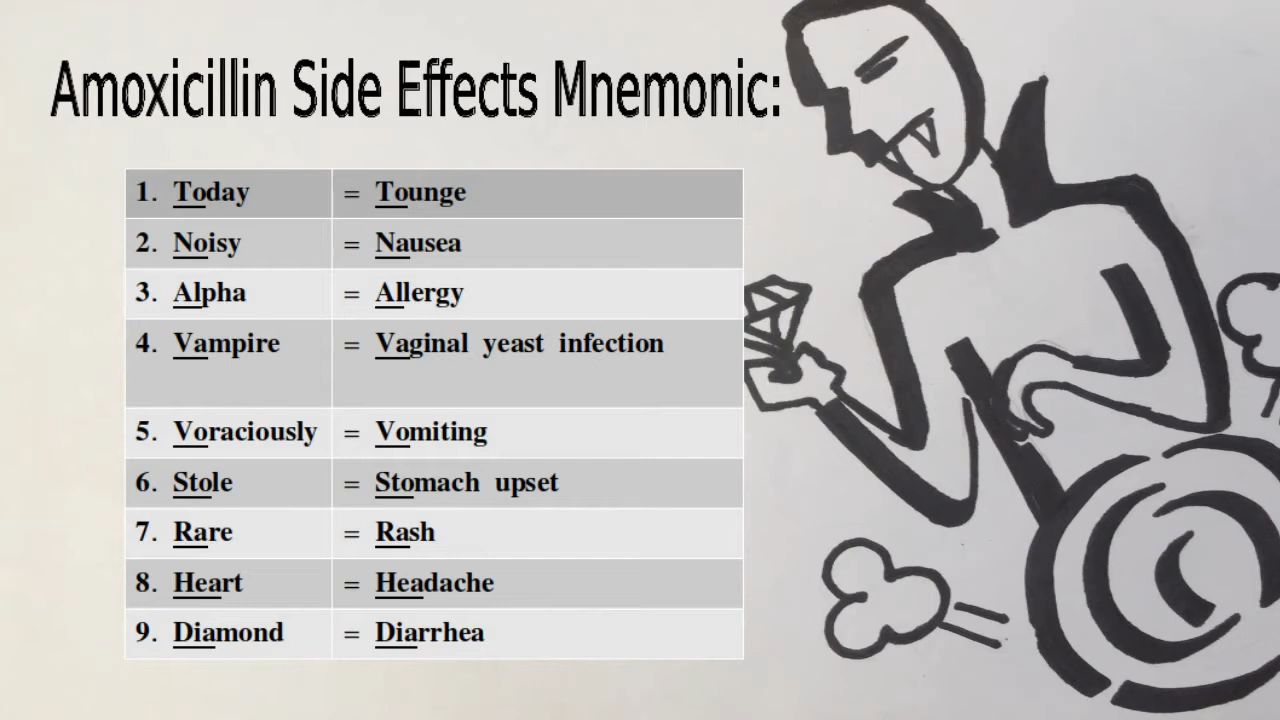 Amoxicillin Side Effects Mnemonic:
1. Today = Tounge
2. Noisy = Nausea
3. Alpha = Allergy
4. Vampire = Vaginal yeast infection
5. Voraciously = Vomiting
6. Stole = Stomach upset
7. Rare = Rash
8. Heart = Headache
9. Diamond = Diarrhea